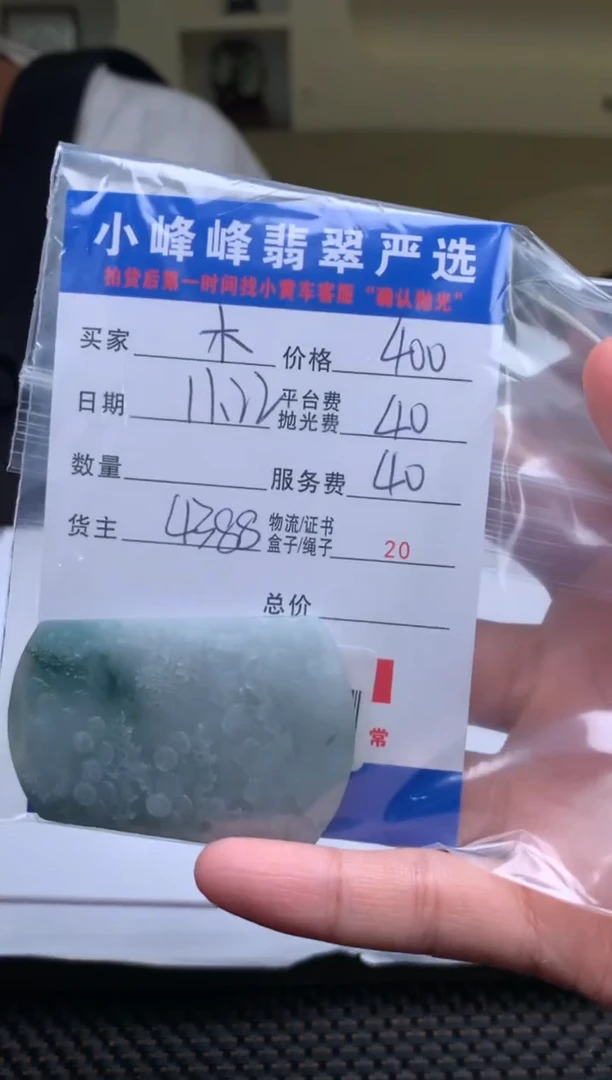 小峰峰翡翠严选
拍货后第一时间找小黄车客服“确认抛光”
买家 木 价格 400
日期 11.22 平台费 抛光费 40
数量 服务费 40
货主 4388 物流/证书 盒子/绳子 20
总价
常